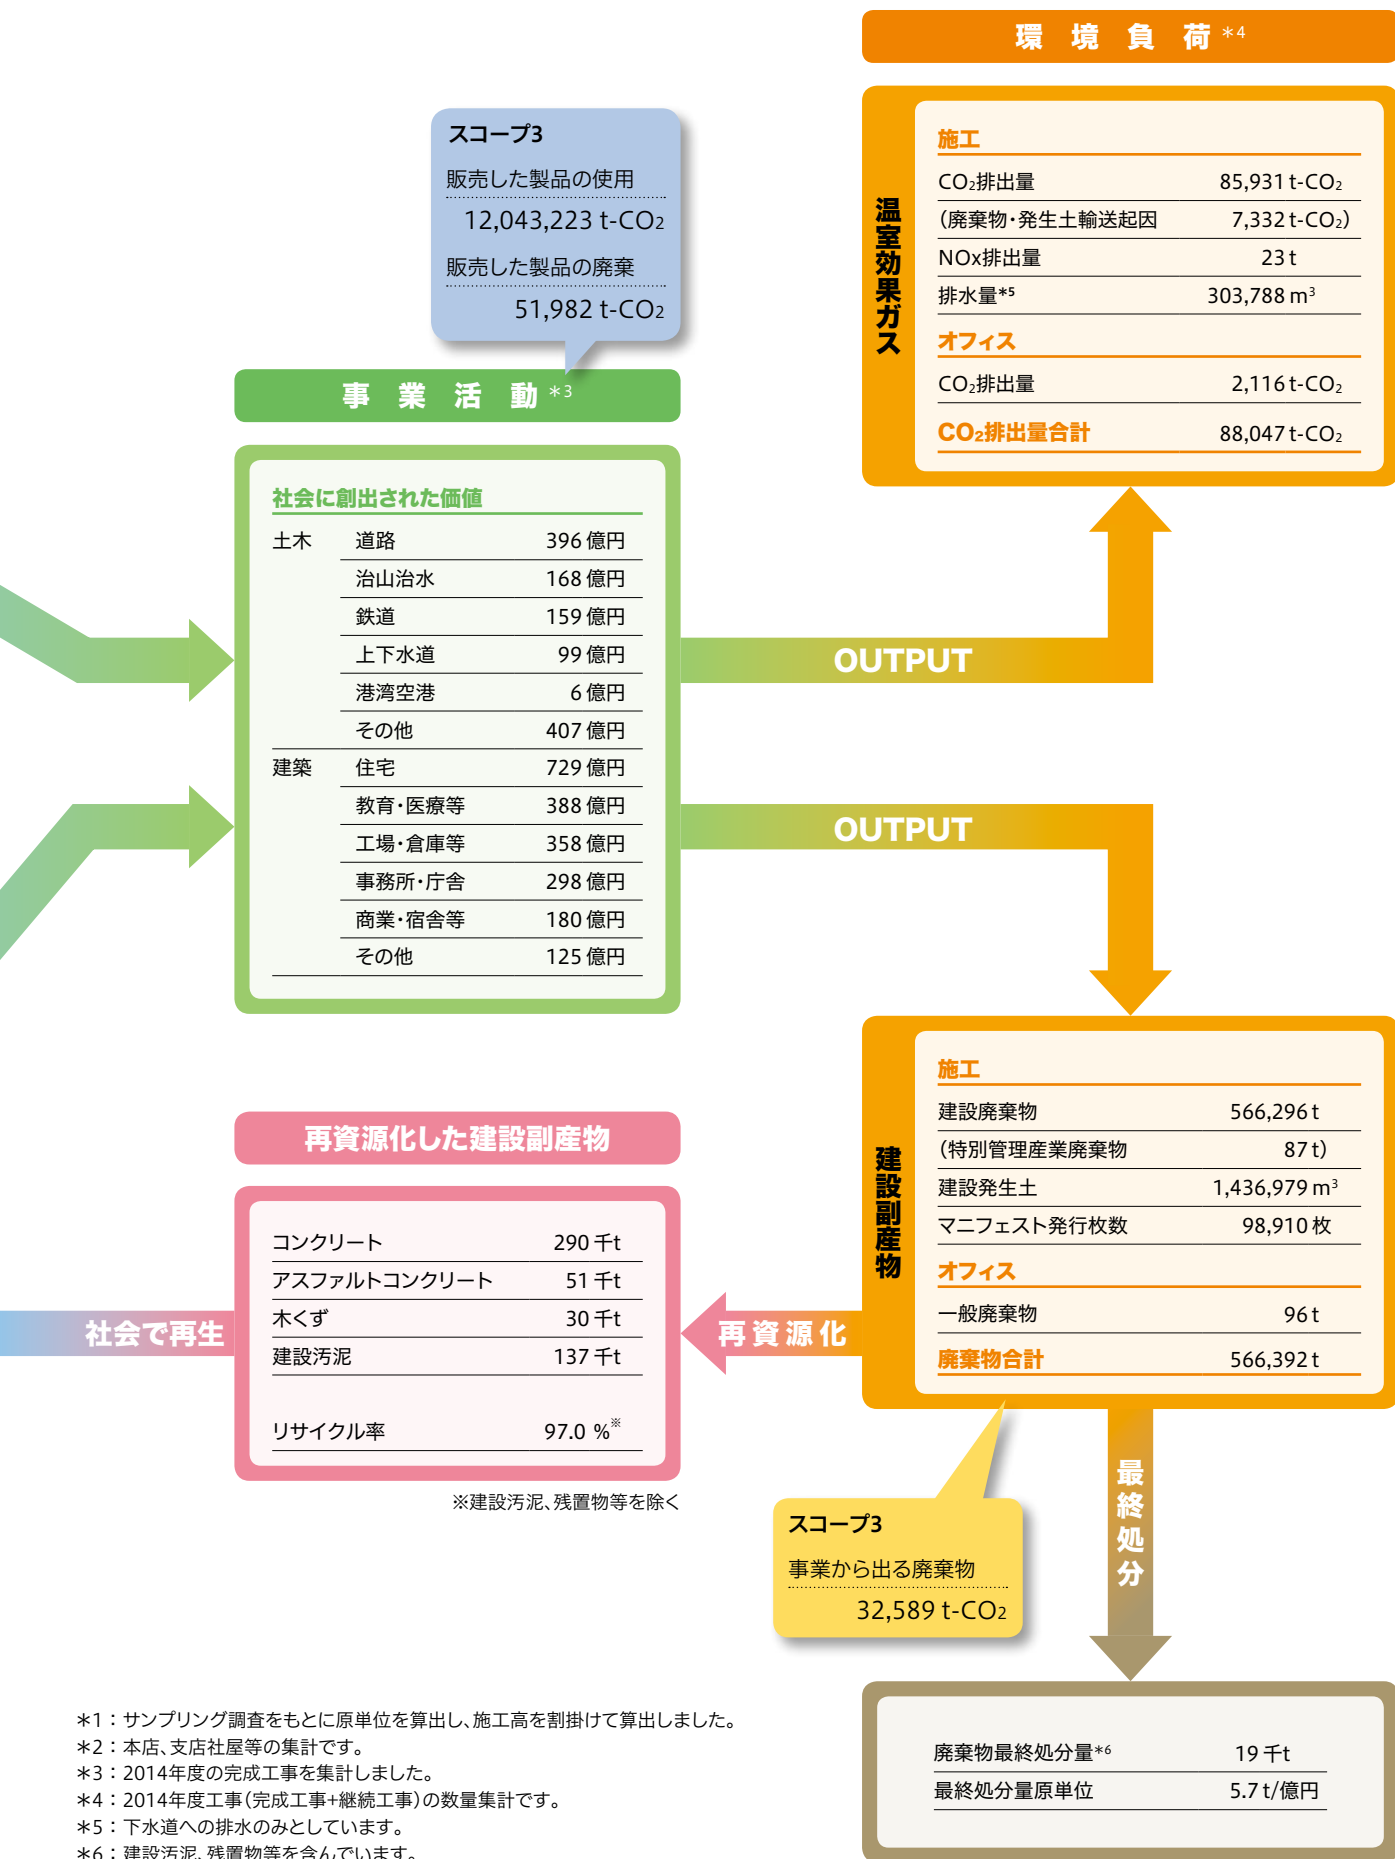 環境負荷*4
温室効果ガス
施工
CO2排出量 85,931 t-CO2
(廃棄物・発生土輸送起因 7,332 t-CO2)
NOx排出量 23 t
排水量*5 303,788 m3
オフィス
CO2排出量 2,116 t-CO2
CO2排出量合計 88,047 t-CO2
スコープ3
販売した製品の使用
12,043,223 t-CO2
販売した製品の廃棄
51,982 t-CO2
事業活動*3
社会に創出された価値
土木 道路 396 億円
治山治水 168 億円
鉄道 159 億円
上下水道 99 億円
港湾空港 6 億円
その他 407 億円
建築 住宅 729 億円
教育・医療等 388 億円
工場・倉庫等 358 億円
事務所・庁舎 298 億円
商業・宿舎等 180 億円
その他 125 億円
OUTPUT
OUTPUT
建設副産物
施工
建設廃棄物 566,296 t
(特別管理産業廃棄物 87 t)
建設発生土 1,436,979 m3
マニフェスト発行枚数 98,910 枚
オフィス
一般廃棄物 96 t
廃棄物合計 566,392 t
再資源化
再資源化した建設副産物
コンクリート 290 千t
アスファルトコンクリート 51 千t
木くず 30 千t
建設汚泥 137 千t
リサイクル率 97.0 %※
※建設汚泥、残置物等を除く
社会で再生
スコープ3
事業から出る廃棄物
32,589 t-CO2
最終処分
廃棄物最終処分量*6 19 千t
最終処分量原単位 5.7 t/億円
*1：サンプリング調査をもとに原単位を算出し、施工高を割掛けて算出しました。
*2：本店、支店社屋等の集計です。
*3：2014年度の完成工事を集計しました。
*4：2014年度工事(完成工事+継続工事)の数量集計です。
*5：下水道への排水のみとしています。
*6：建設汚泥、残置物等を含んでいます。